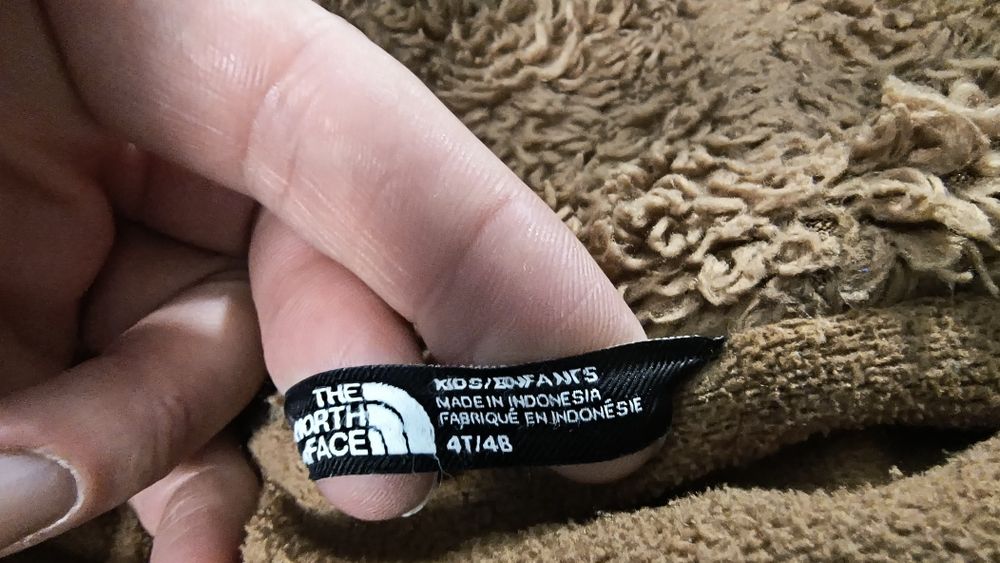 THE
NORTH
FACE
KIDS/ENFANTS
MADE IN INDONESIA
FABRIQUÉ EN INDONÉSIE
4T/4B